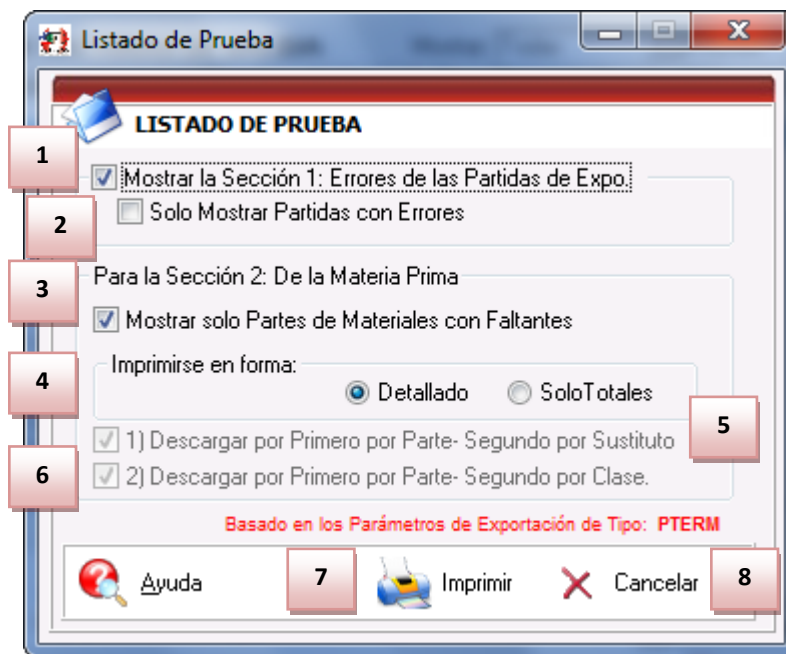 Listado de Prueba
LISTADO DE PRUEBA
1
Mostrar la Sección 1: Errores de las Partidas de Expo.
2
Solo Mostrar Partidas con Errores
3
Para la Sección 2: De la Materia Prima
Mostrar solo Partes de Materiales con Faltantes
4
Imprimirse en forma:
Detallado SoloTotales
5
1) Descargar por Primero por Parte- Segundo por Sustituto
6
2) Descargar por Primero por Parte- Segundo por Clase.
Basado en los Parámetros de Exportación de Tipo: PTERM
Ayuda 7 Imprimir Cancelar 8